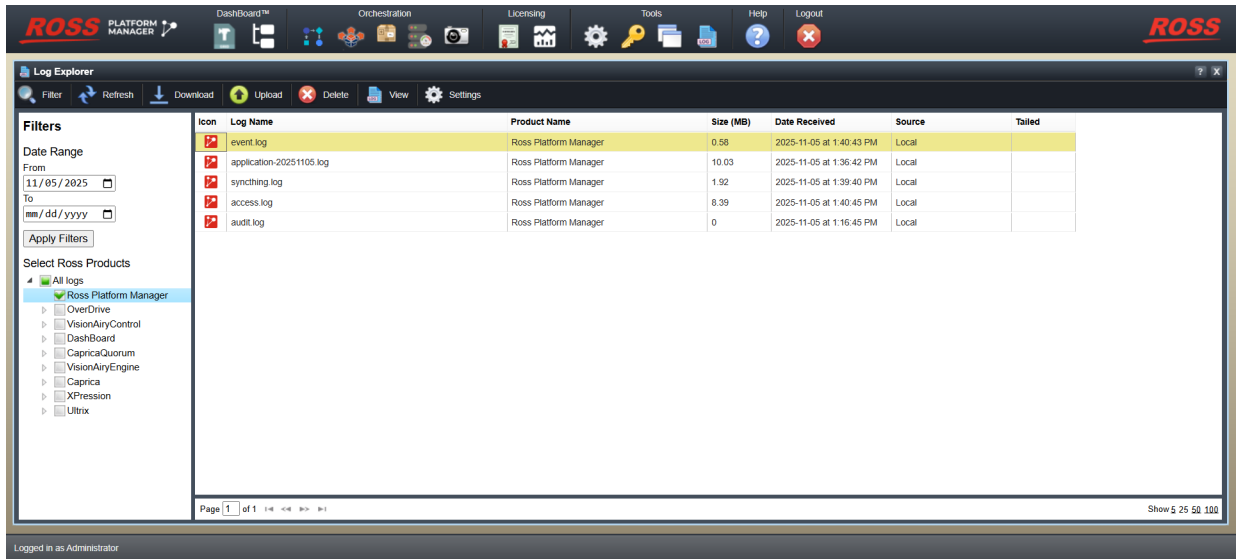 DashBoard™ Orchestration Licensing Tools Help Logout
ROSS PLATFORM MANAGER
ROSS
Log Explorer
? X
Filter Refresh Download Upload Delete View Settings
Filters
Date Range
From
11/05/2025
To
mm/dd/yyyy
Apply Filters
Select Ross Products
All logs
Ross Platform Manager
OverDrive
VisionAiryControl
DashBoard
CapricaQuorum
VisionAiryEngine
Caprica
XPression
Ultrix
Icon Log Name Product Name Size (MB) Date Received Source Tailed
event.log Ross Platform Manager 0.58 2025-11-05 at 1:40:43 PM Local
application-20251105.log Ross Platform Manager 10.03 2025-11-05 at 1:36:42 PM Local
syncthing.log Ross Platform Manager 1.92 2025-11-05 at 1:39:40 PM Local
access.log Ross Platform Manager 8.39 2025-11-05 at 1:40:45 PM Local
audit.log Ross Platform Manager 0 2025-11-05 at 1:16:45 PM Local
Page 1 of 1
Show 5 25 50 100
Logged in as Administrator